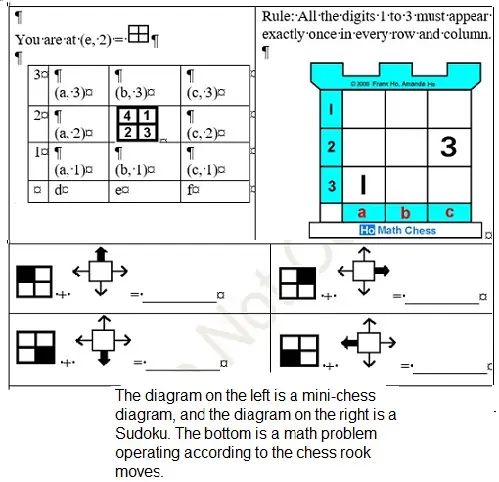 ¶
You are at (e, 2) = ¶
¶
3¤ ¶ ¶ ¶
(a, 3)¤ (b, 3)¤ (c, 3)¤
2¤ ¶ 4 1 ¶
(a, 2)¤ 2 3 ¤ (c, 2)¤
1¤ ¶ ¶ ¶
(a, 1)¤ (b, 1)¤ (c, 1)¤
¤ d¤ e¤ f¤
Rule: All the digits 1 to 3 must appear
exactly once in every row and column.
¶
© 2008 Frank Ho, Amanda Ho
1
2 3
3 1
a b c
Ho Math Chess ¤
+ = ________¤
+ = ________¤
+ = ________¤
+ = ________¤
The diagram on the left is a mini-chess
diagram, and the diagram on the right is a
Sudoku. The bottom is a math problem
operating according to the chess rook
moves.